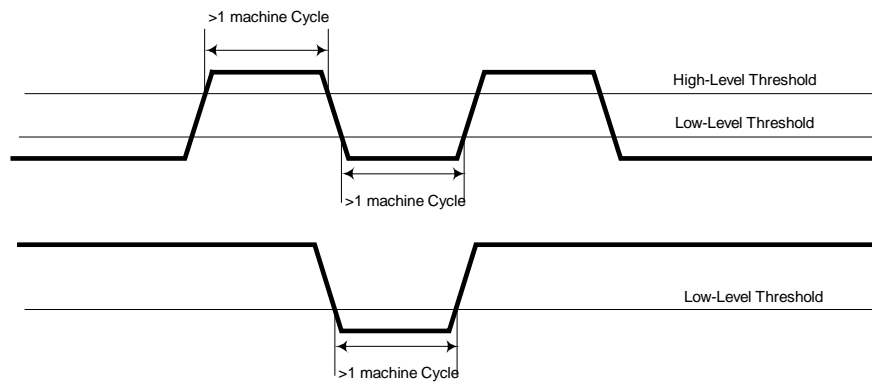 >1 machine Cycle
High-Level Threshold
Low-Level Threshold
>1 machine Cycle
Low-Level Threshold
>1 machine Cycle